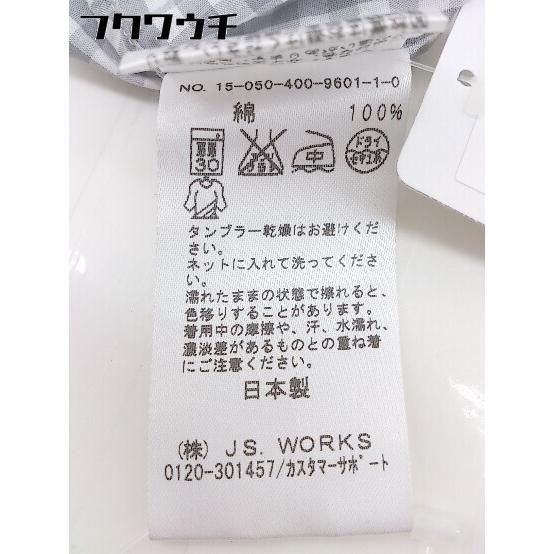 フクワウチ
NO. 15-050-400-9601-1-0
綿 100%
30
中
ドライ
セキユ系
タンブラー乾燥はお避けくだ
さい。
ネットに入れて洗ってくださ
い。
濡れたままの状態で擦れると、
色移りすることがあります。
着用中の摩擦や、汗、水濡れ、
濃淡差があるものとの重ね着
にご注意ください。
日本製
(株) JS. WORKS
0120-301457/カスタマーサポート